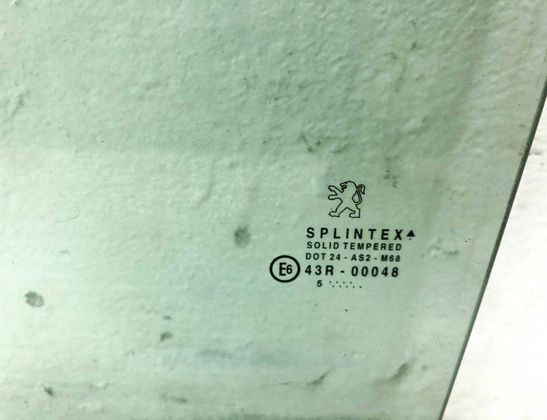 SPLINTEX▲
SOLID TEMPERED
DOT 24 - AS2 - M68
E6 43R - 00048
5 ......